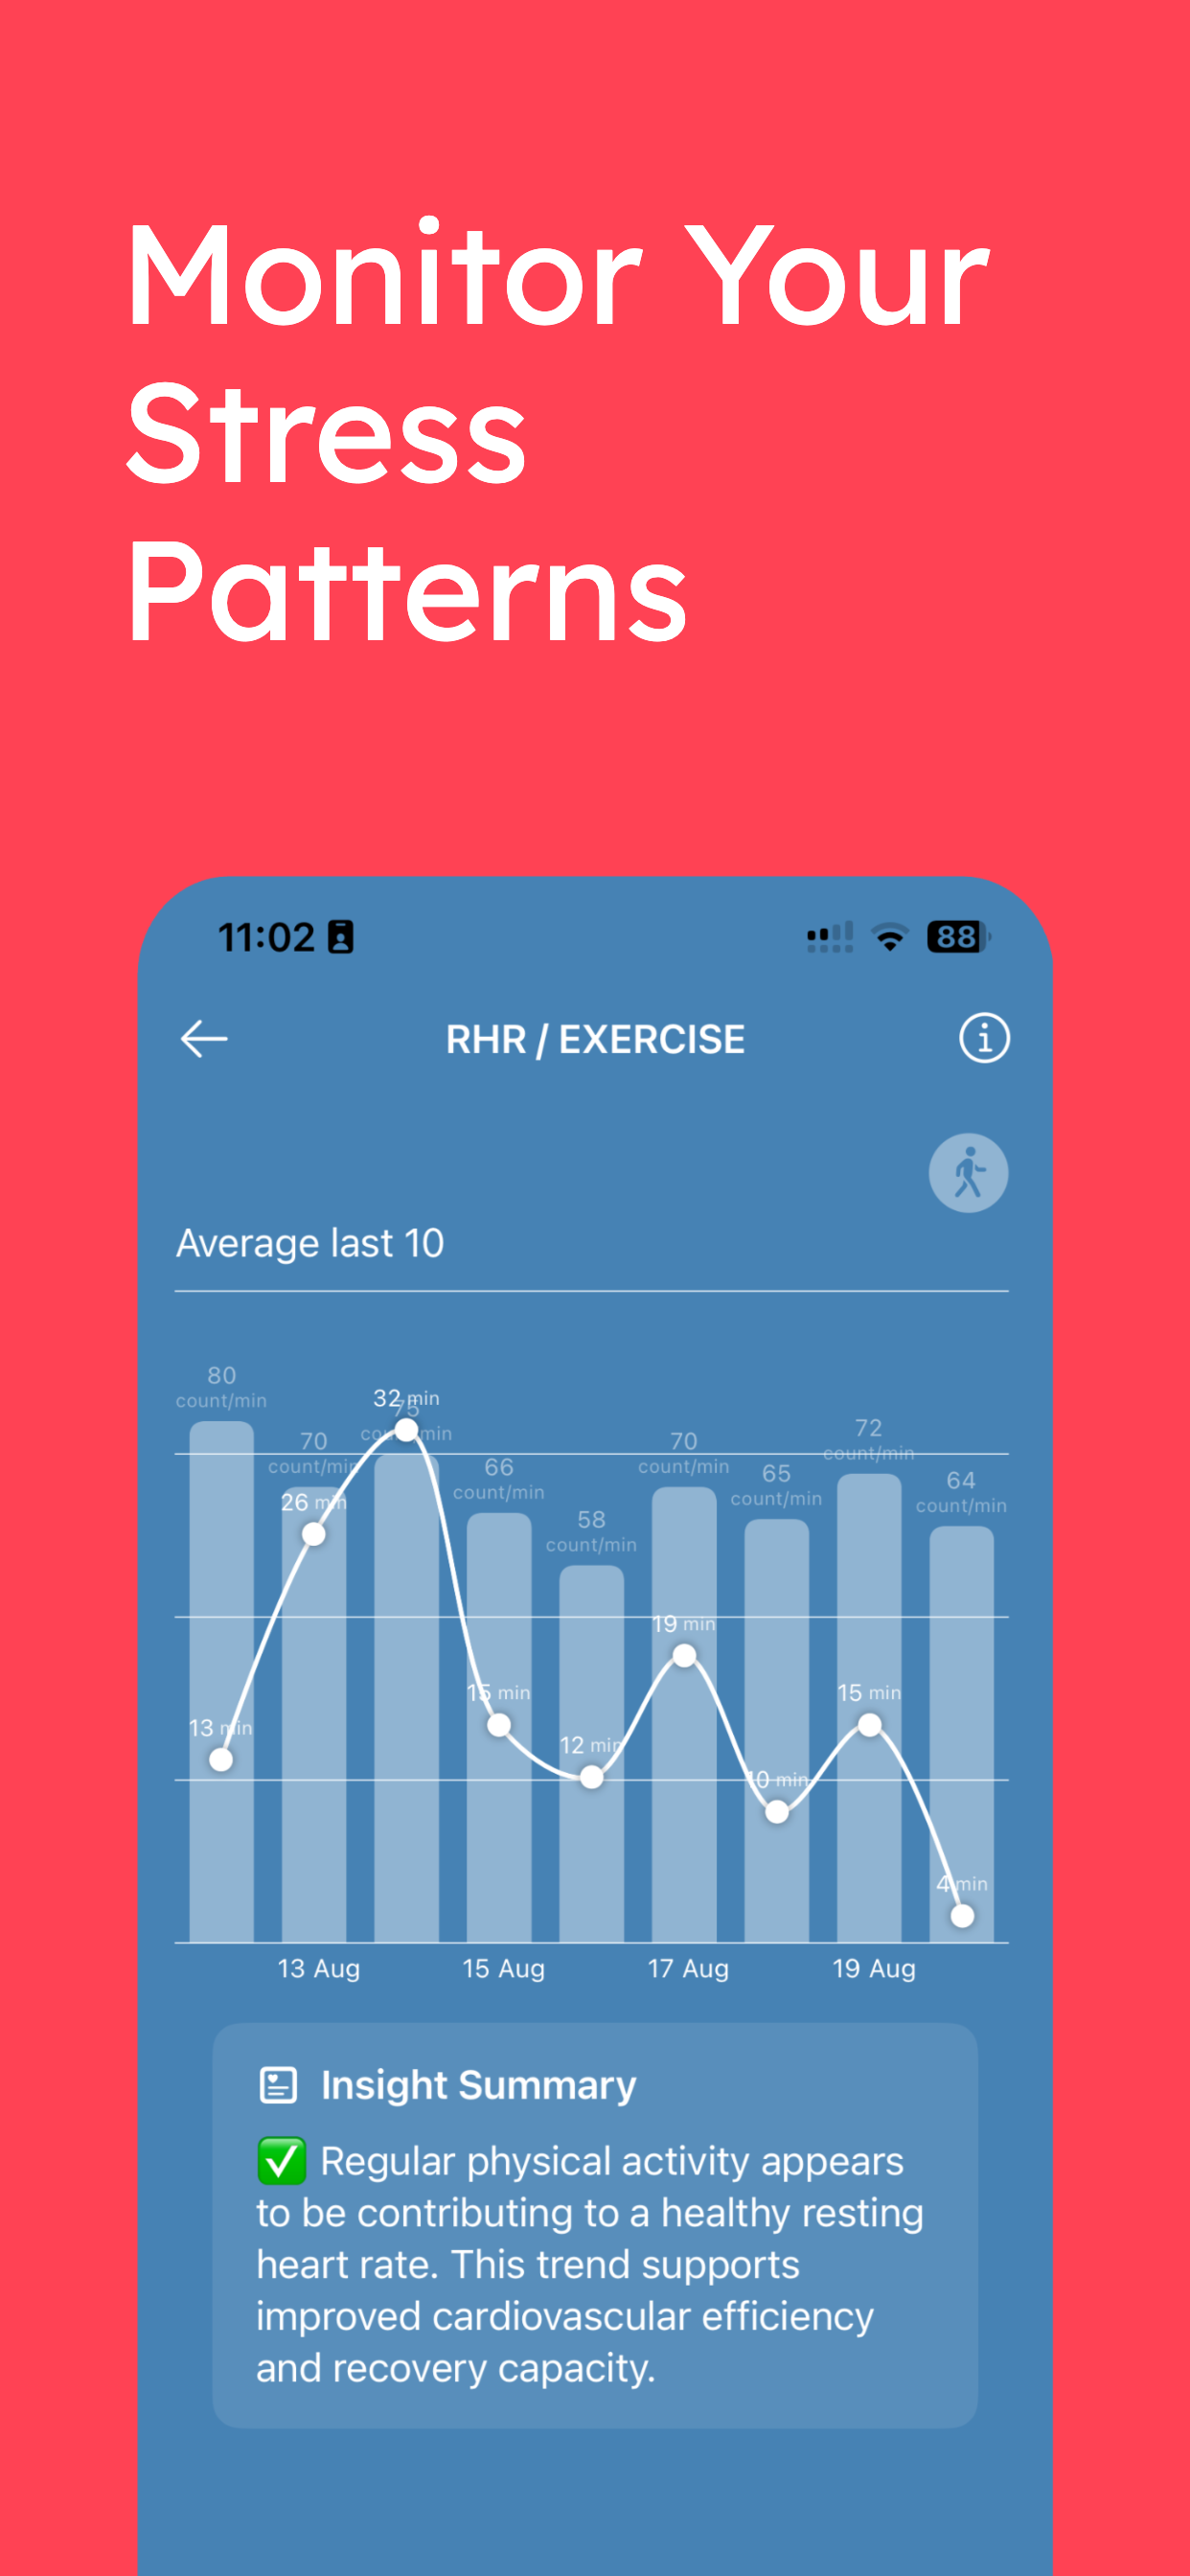 Monitor Your
Stress
Patterns
11:02
88
RHR / EXERCISE
Average last 10
80
count/min
32 min
75
count/min
70
count/min
26 min
66
count/min
58
count/min
70
count/min
65
count/min
72
count/min
64
count/min
13 min
15 min
12 min
19 min
10 min
15 min
4 min
13 Aug
15 Aug
17 Aug
19 Aug
Insight Summary
✅ Regular physical activity appears
to be contributing to a healthy resting
heart rate. This trend supports
improved cardiovascular efficiency
and recovery capacity.